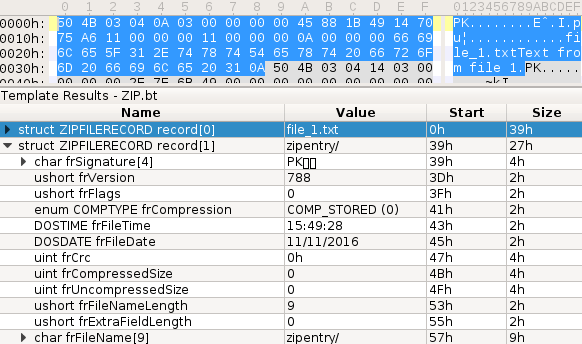 0 1 2 3 4 5 6 7 8 9 A B C D E F 0123456789ABCDEF
0000h: 50 4B 03 04 0A 03 00 00 00 00 45 88 1B 49 14 70 PK........Eˆ.I.p
0010h: 75 A6 11 00 00 00 11 00 00 00 0A 00 00 00 66 69 u¦............fi
0020h: 6C 65 5F 31 2E 74 78 74 54 65 78 74 20 66 72 6F le_1.txtText fro
0030h: 6D 20 66 69 6C 65 20 31 0A 50 4B 03 04 14 03 00 m file 1.PK.....
0040h:
Template Results - ZIP.bt
Name Value Start Size
struct ZIPFILERECORD record[0] file_1.txt 0h 39h
struct ZIPFILERECORD record[1] zipentry/ 39h 27h
char frSignature[4] PK 39h 4h
ushort frVersion 788 3Dh 2h
ushort frFlags 0 3Fh 2h
enum COMPTYPE frCompression COMP_STORED (0) 41h 2h
DOSTIME frFileTime 15:49:28 43h 2h
DOSDATE frFileDate 11/11/2016 45h 2h
uint frCrc 0h 47h 4h
uint frCompressedSize 0 4Bh 4h
uint frUncompressedSize 0 4Fh 4h
ushort frFileNameLength 9 53h 2h
ushort frExtraFieldLength 0 55h 2h
char frFileName[9] zipentry/ 57h 9h